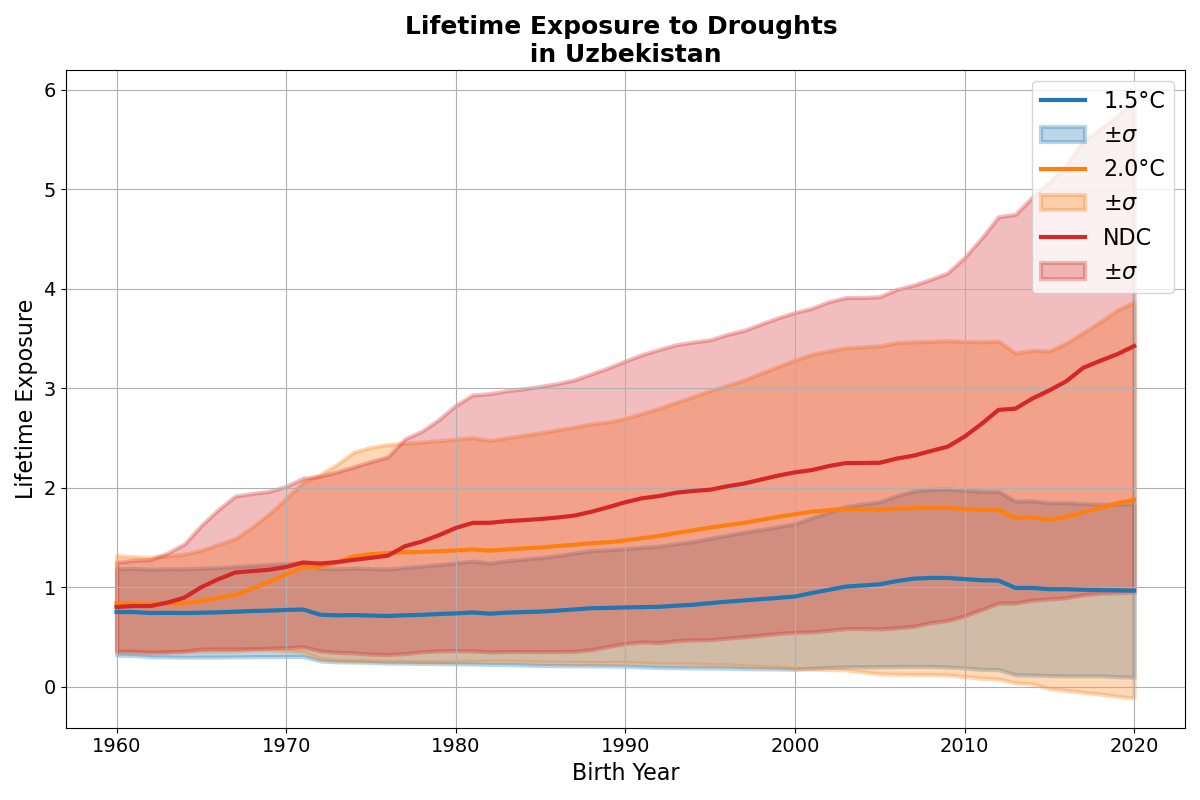 Lifetime Exposure to Droughts
in Uzbekistan
Lifetime Exposure
6
5
4
3
2
1
0
1960 1970 1980 1990 2000 2010 2020
Birth Year
1.5°C
±σ
2.0°C
±σ
NDC
±σ